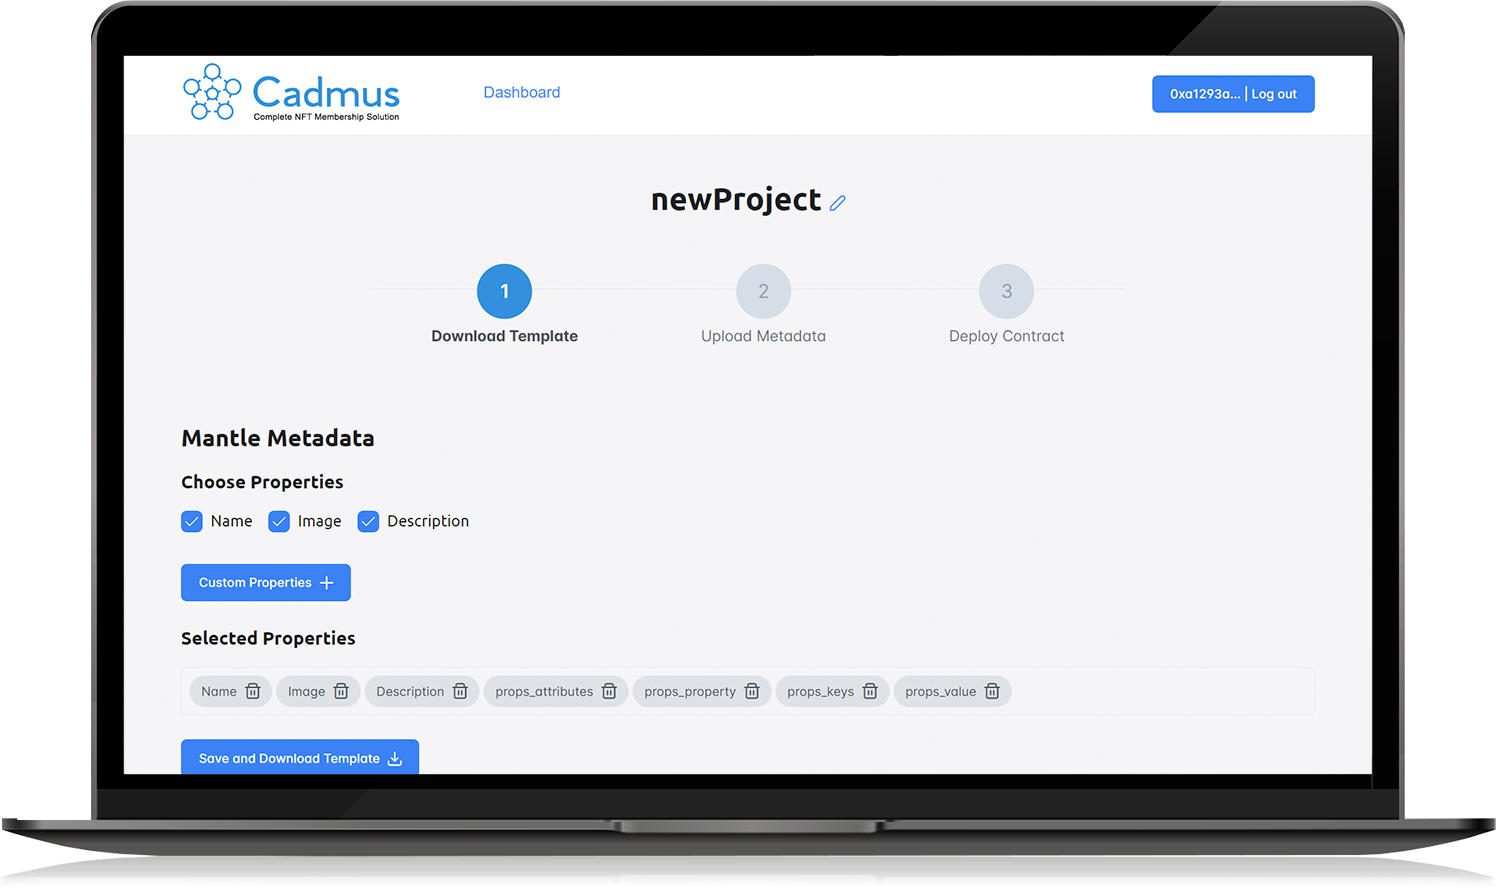 Cadmus
Complete NFT Membership Solution
Dashboard
0xa1293a... | Log out
newProject
1
2
3
Download Template
Upload Metadata
Deploy Contract
Mantle Metadata
Choose Properties
Name
Image
Description
Custom Properties +
Selected Properties
Name
Image
Description
props_attributes
props_property
props_keys
props_value
Save and Download Template